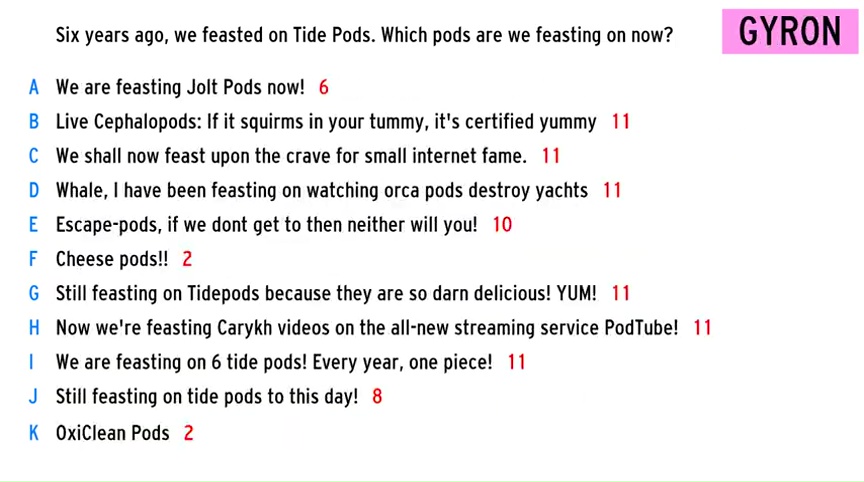 Six years ago, we feasted on Tide Pods. Which pods are we feasting on now?
GYRON
A We are feasting Jolt Pods now! 6
B Live Cephalopods: If it squirms in your tummy, it's certified yummy 11
C We shall now feast upon the crave for small internet fame. 11
D Whale, I have been feasting on watching orca pods destroy yachts 11
E Escape-pods, if we dont get to then neither will you! 10
F Cheese pods!! 2
G Still feasting on Tidepods because they are so darn delicious! YUM! 11
H Now we're feasting Carykh videos on the all-new streaming service PodTube! 11
I We are feasting on 6 tide pods! Every year, one piece! 11
J Still feasting on tide pods to this day! 8
K OxiClean Pods 2